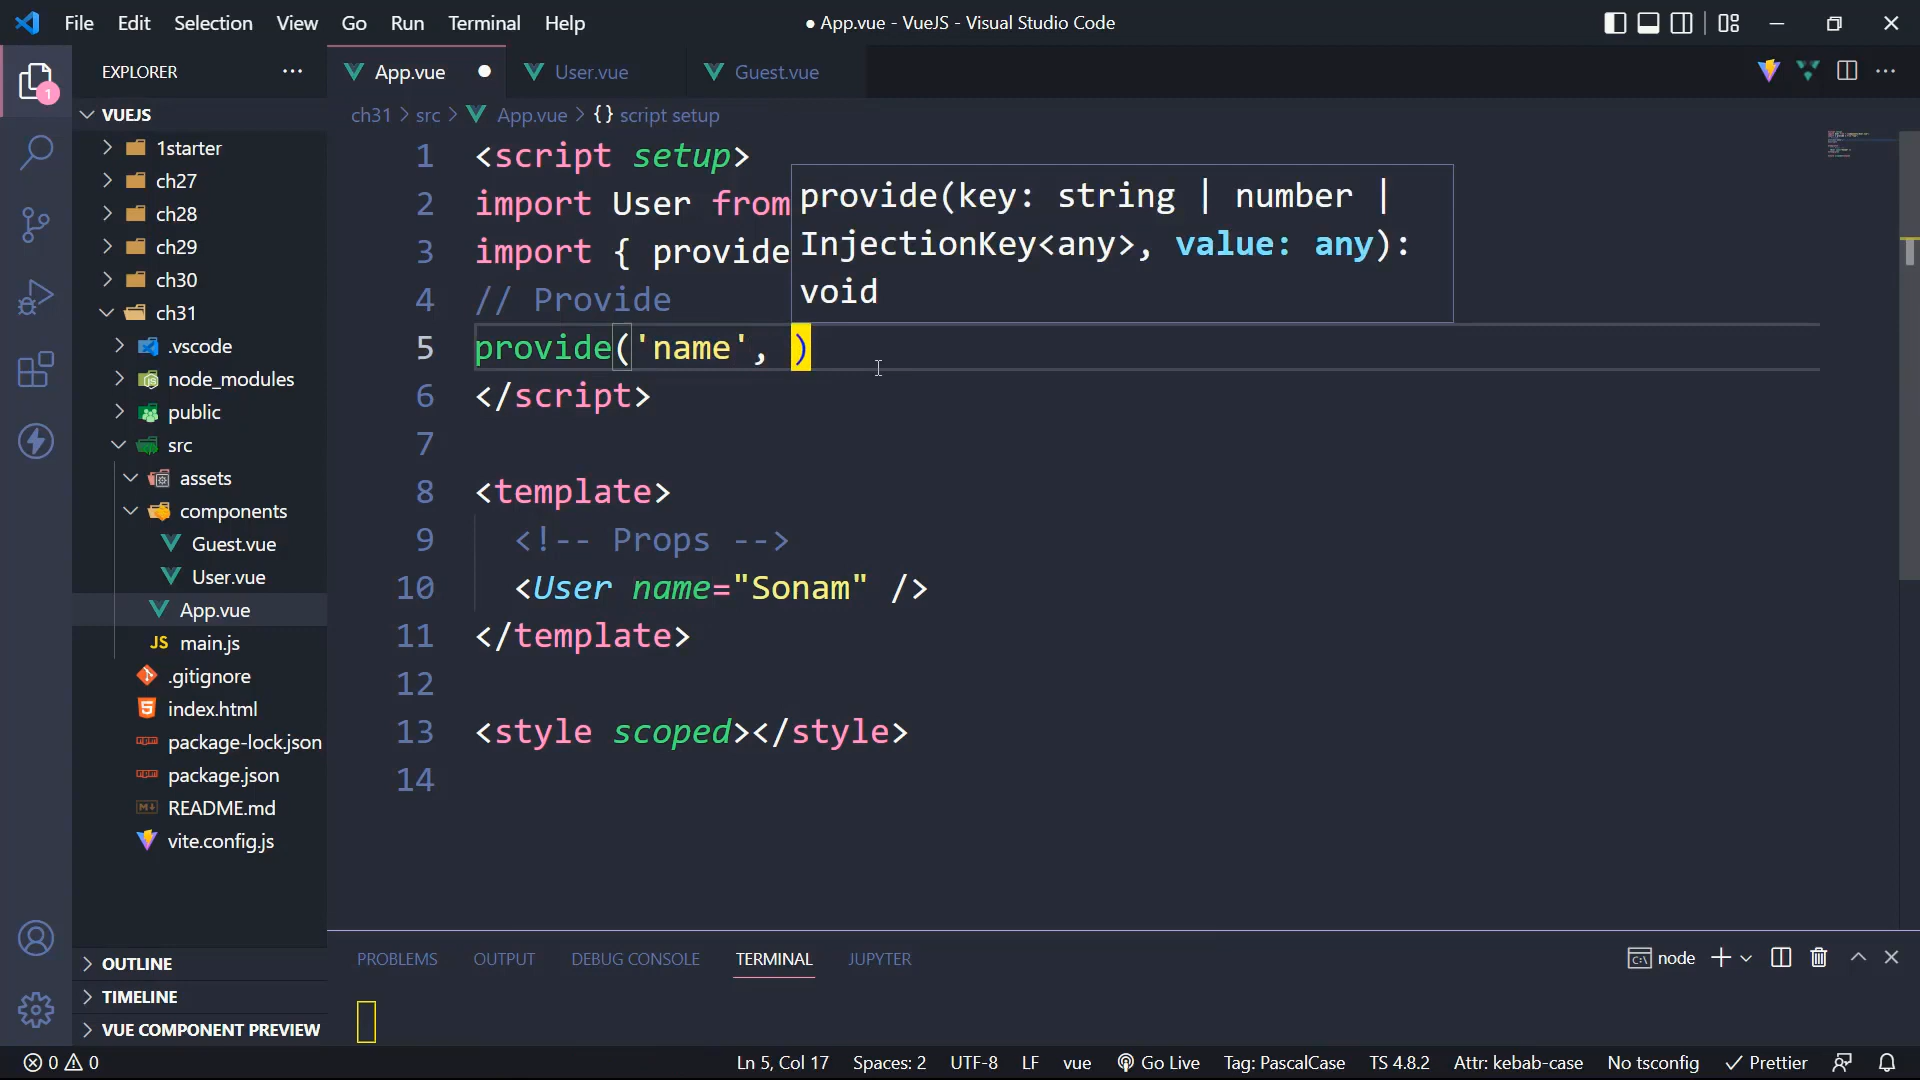 File Edit Selection View Go Run Terminal Help
● App.vue - VueJS - Visual Studio Code
EXPLORER
App.vue
User.vue
Guest.vue
1
VUEJS
ch31 > src > App.vue > {} script setup
1starter
ch27
ch28
ch29
ch30
ch31
.vscode
node_modules
public
src
assets
components
Guest.vue
User.vue
App.vue
JS main.js
.gitignore
index.html
package-lock.json
package.json
README.md
vite.config.js
OUTLINE
TIMELINE
VUE COMPONENT PREVIEW
1 <script setup>
2 import User from
3 import { provide
4 // Provide
5 provide('name', )
6 </script>
7
8 <template>
9 <!-- Props -->
10 <User name="Sonam" />
11 </template>
12
13 <style scoped></style>
14
provide(key: string | number |
InjectionKey<any>, value: any):
void
PROBLEMS OUTPUT DEBUG CONSOLE TERMINAL JUPYTER
node
0 0
Ln 5, Col 17 Spaces: 2 UTF-8 LF vue Go Live Tag: PascalCase TS 4.8.2 Attr: kebab-case No tsconfig Prettier